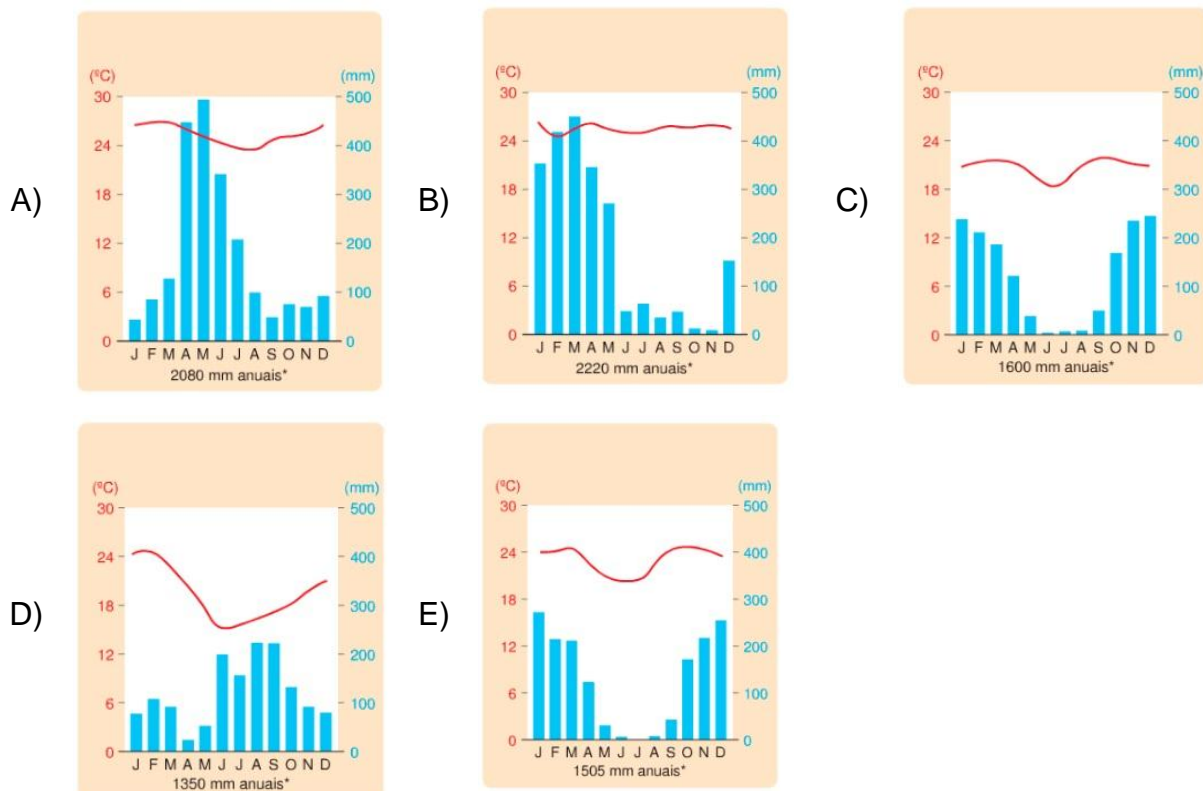 A)
(ºC)
(mm)
30
24
18
12
6
0
500
400
300
200
100
0
J F M A M J J A S O N D
2080 mm anuais*
B)
(ºC)
(mm)
30
24
18
12
6
0
500
400
300
200
100
0
J F M A M J J A S O N D
2220 mm anuais*
C)
(ºC)
(mm)
30
24
18
12
6
0
500
400
300
200
100
0
J F M A M J J A S O N D
1600 mm anuais*
D)
(ºC)
(mm)
30
24
18
12
6
0
500
400
300
200
100
0
J F M A M J J A S O N D
1350 mm anuais*
E)
(ºC)
(mm)
30
24
18
12
6
0
500
400
300
200
100
0
J F M A M J J A S O N D
1505 mm anuais*